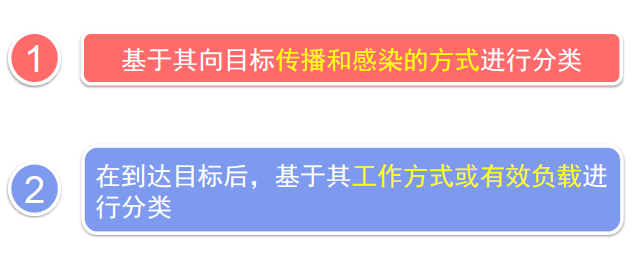 1
基于其向目标传播和感染的方式进行分类
2
在到达目标后，基于其工作方式或有效负载进
行分类